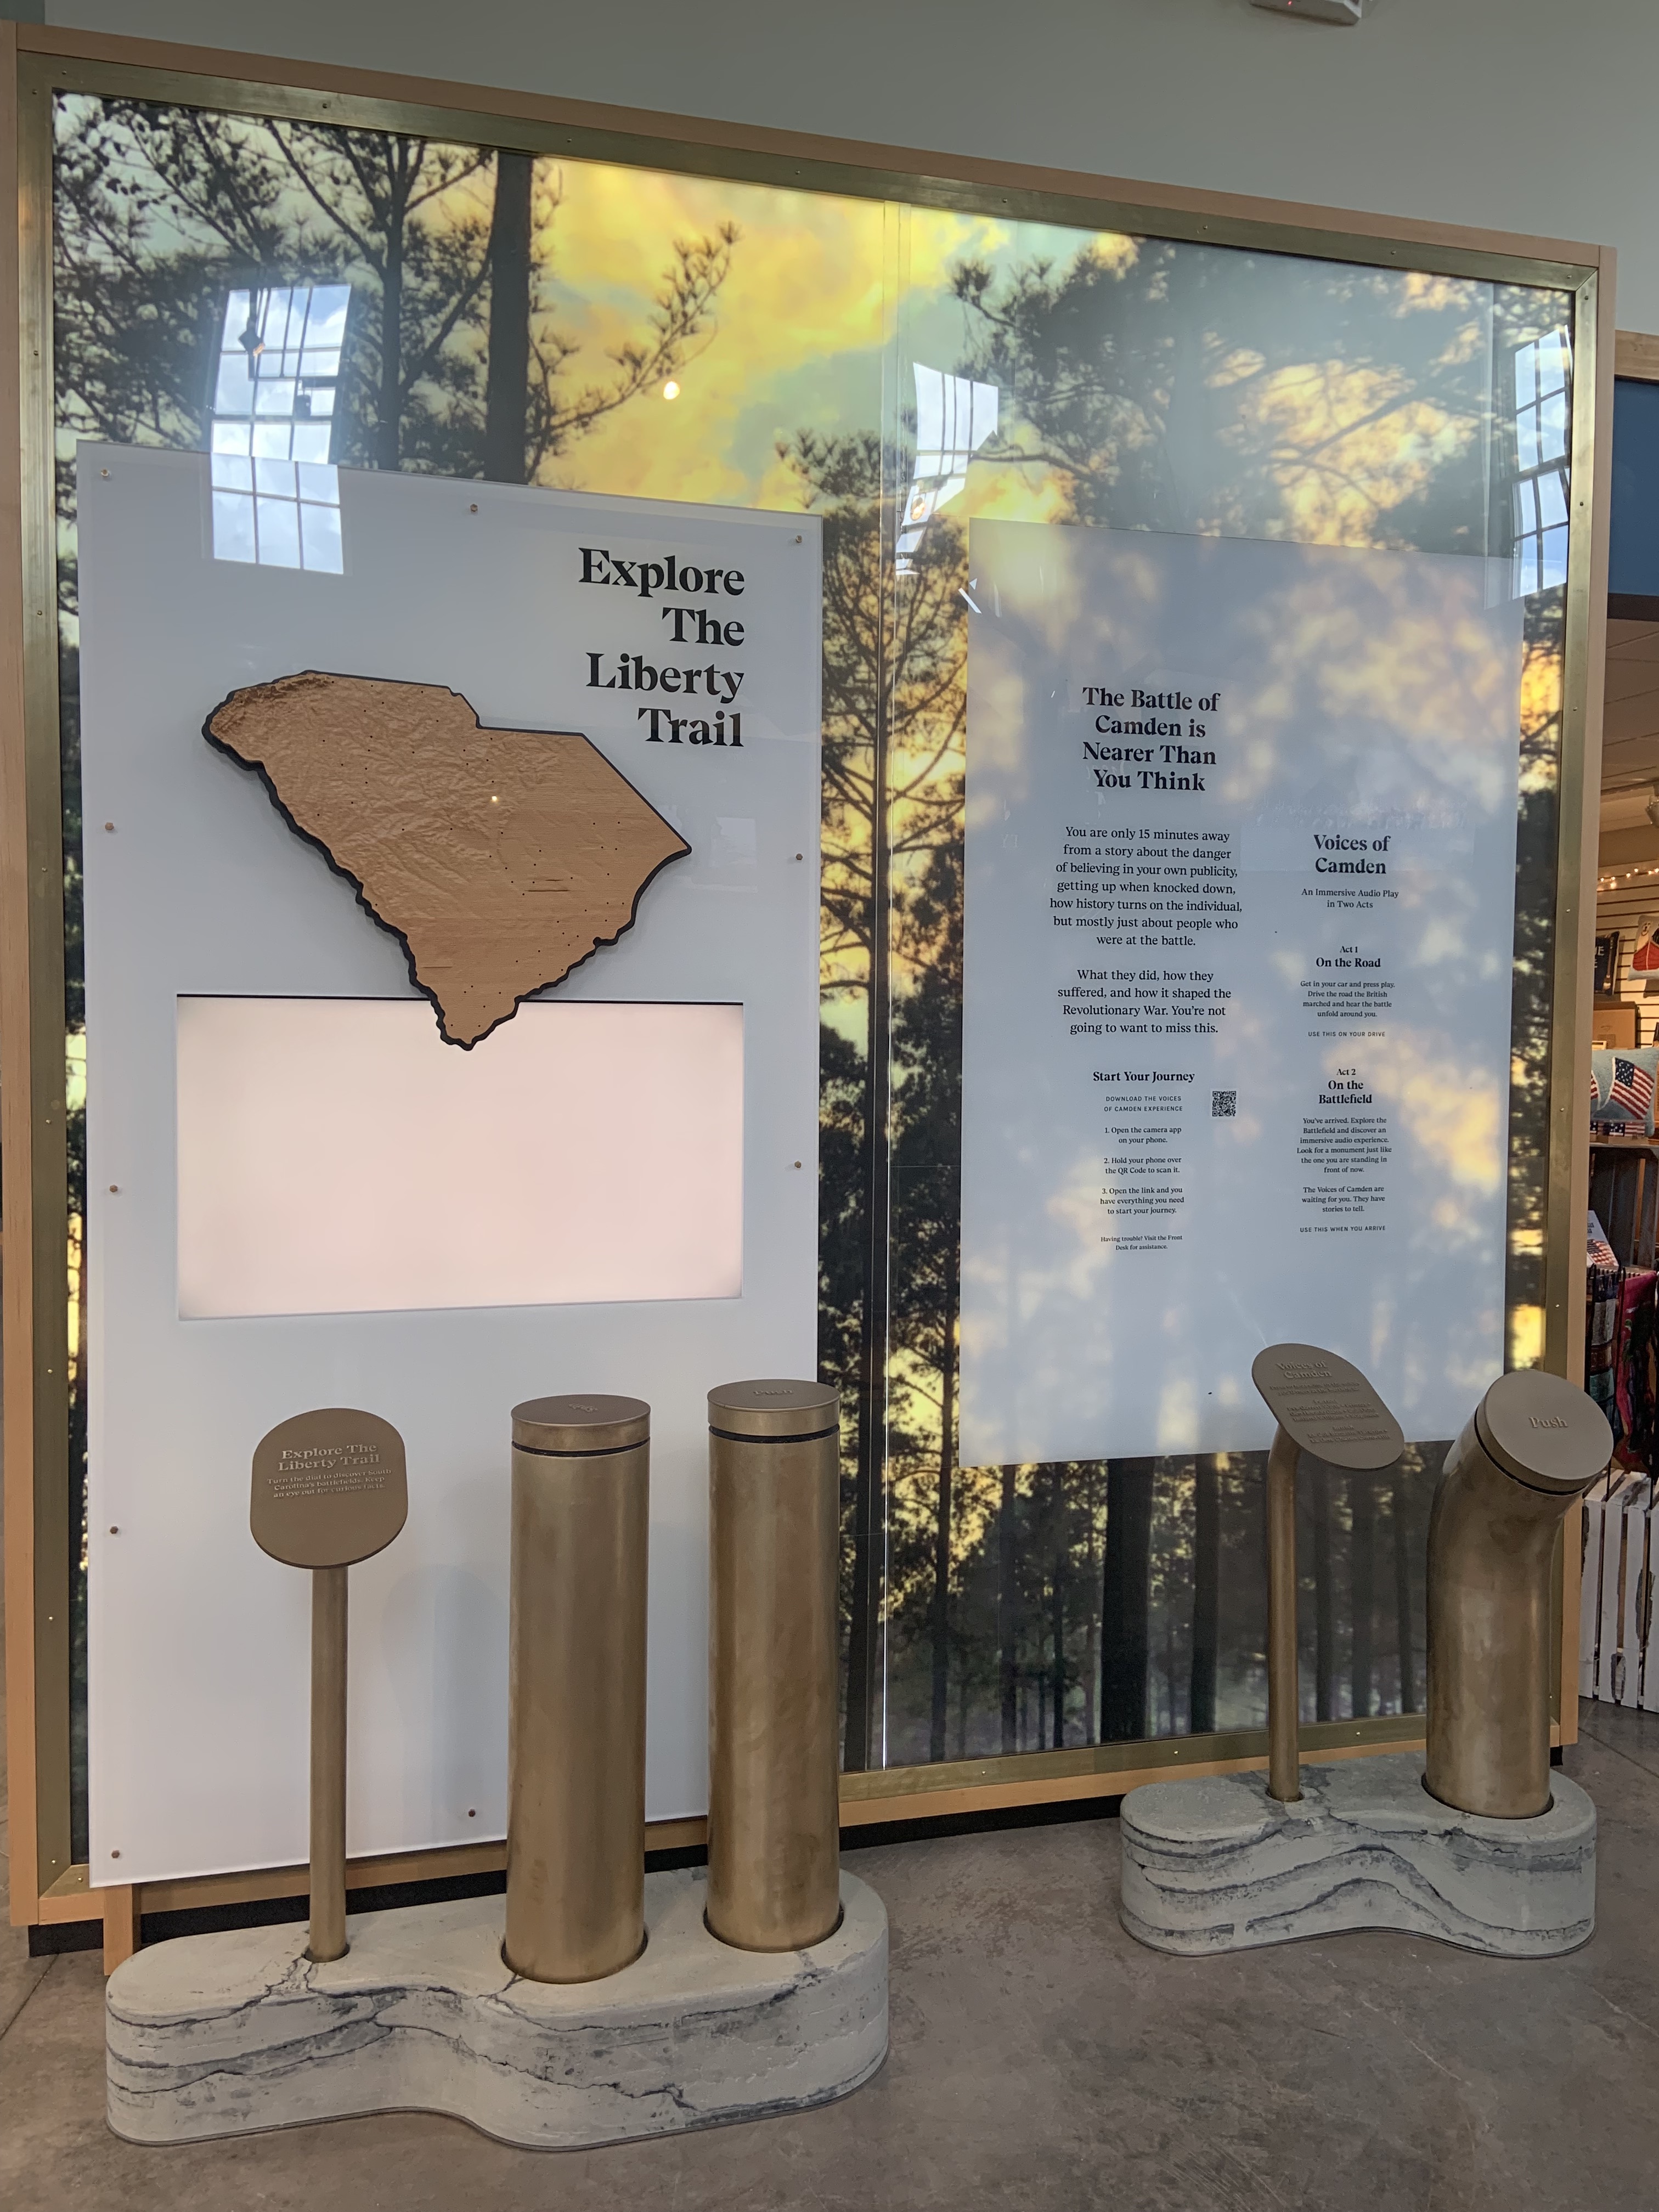 Explore
The
Liberty
Trail
The Battle of
Camden is
Nearer Than
You Think
You are only 15 minutes away
from a story about the danger
of believing in your own publicity,
getting up when knocked down,
how history turns on the individual,
but mostly just about people who
were at the battle.
What they did, how they
suffered, and how it shaped the
Revolutionary War. You're not
going to want to miss this.
Start Your Journey
DOWNLOAD THE VOICES
OF CAMDEN EXPERIENCE
1. Open the camera app
on your phone.
2. Hold your phone over
the QR Code to scan it.
3. Open the link and you
have everything you need
to start your journey.
Having trouble? Visit the Front
Desk for assistance.
Voices of
Camden
An Immersive Audio Play
in Two Acts
Act 1
On the Road
Get in your car and press play.
Drive the road the British
marched and hear the battle
unfold around you.
USE THIS ON YOUR DRIVE
Act 2
On the
Battlefield
You've arrived. Explore the
Battlefield and discover an
immersive audio experience.
Look for a monument just like
the one you are standing in
front of now.
The Voices of Camden are
waiting for you. They have
stories to tell.
USE THIS WHEN YOU ARRIVE
Explore The
Liberty Trail
Turn the dial to discover South
Carolina's battlefields. Keep
an eye out for curious facts.
Voices of
Camden
Push